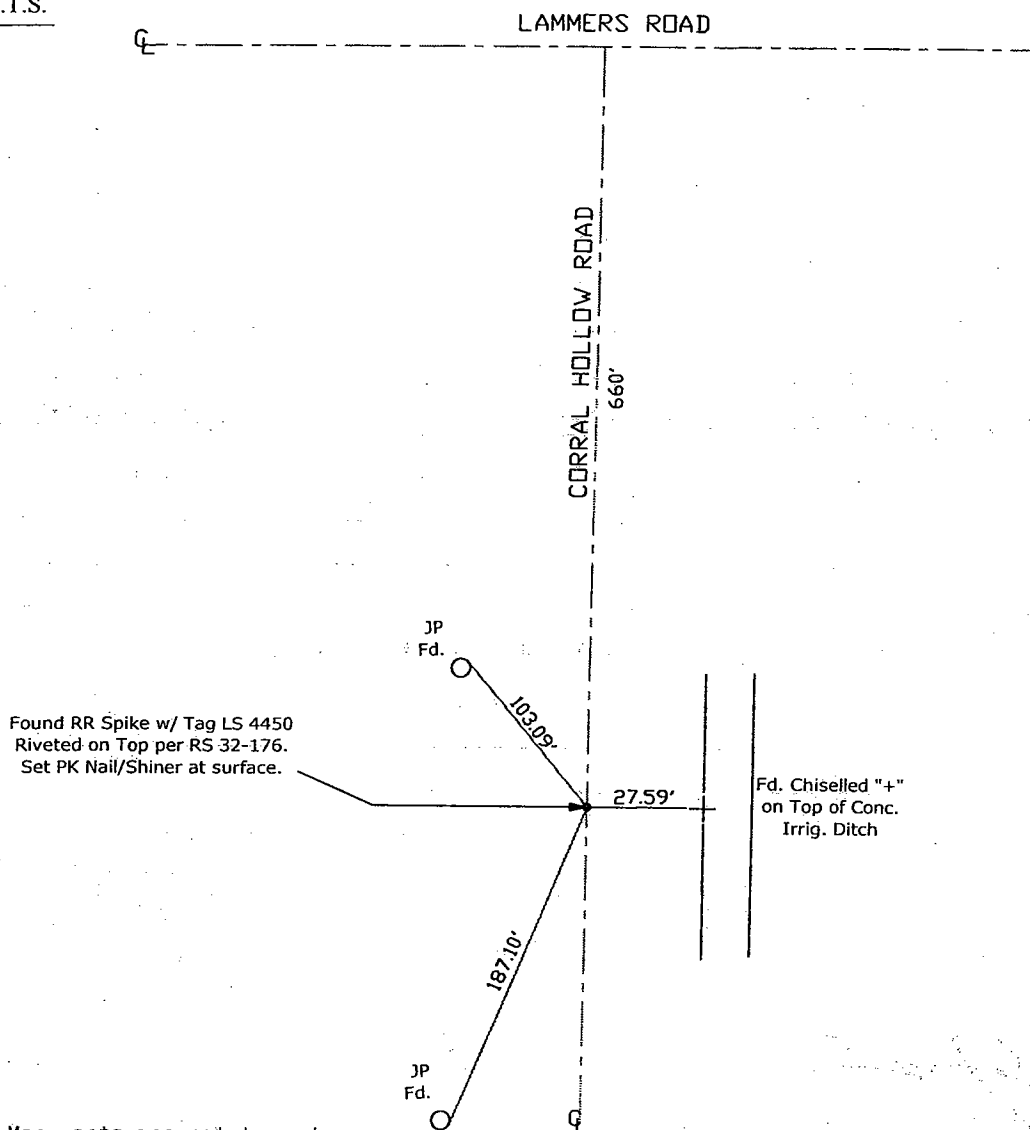 .T.S.
LAMMERS ROAD
CORRAL HOLLOW ROAD
660'
JP
Fd.
103.09'
Found RR Spike w/ Tag LS 4450
Riveted on Top per RS 32-176.
Set PK Nail/Shiner at surface.
27.59'
Fd. Chiselled "+"
on Top of Conc.
Irrig. Ditch
187.10'
JP
Fd.